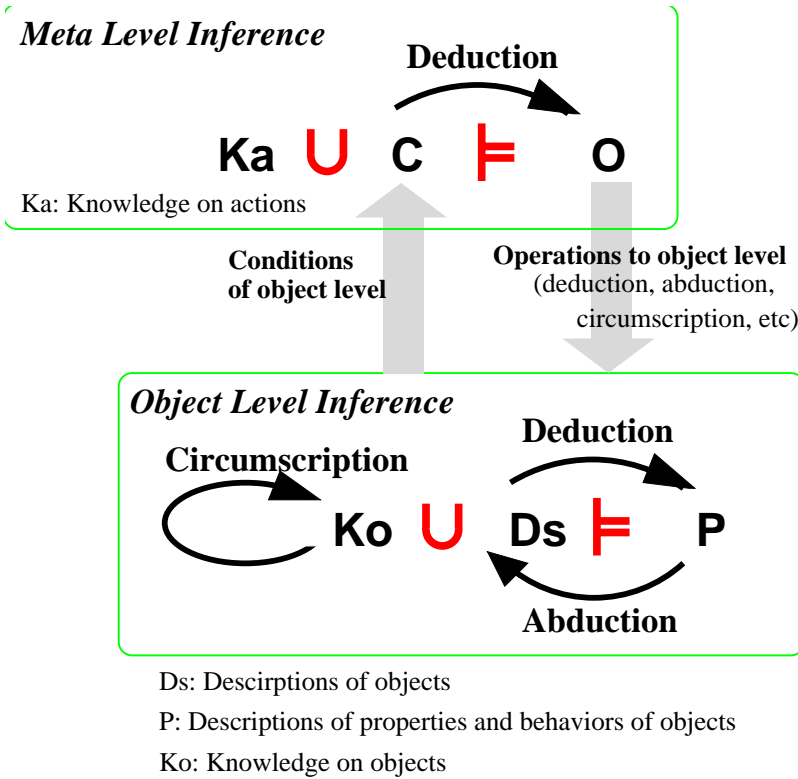 Meta Level Inference
Deduction
Ka ∪ C ⊨ O
Ka: Knowledge on actions
Conditions
of object level
Operations to object level
(deduction, abduction,
circumscription, etc)
Object Level Inference
Deduction
Circumscription
Ko ∪ Ds ⊨ P
Abduction
Ds: Descirptions of objects
P: Descriptions of properties and behaviors of objects
Ko: Knowledge on objects